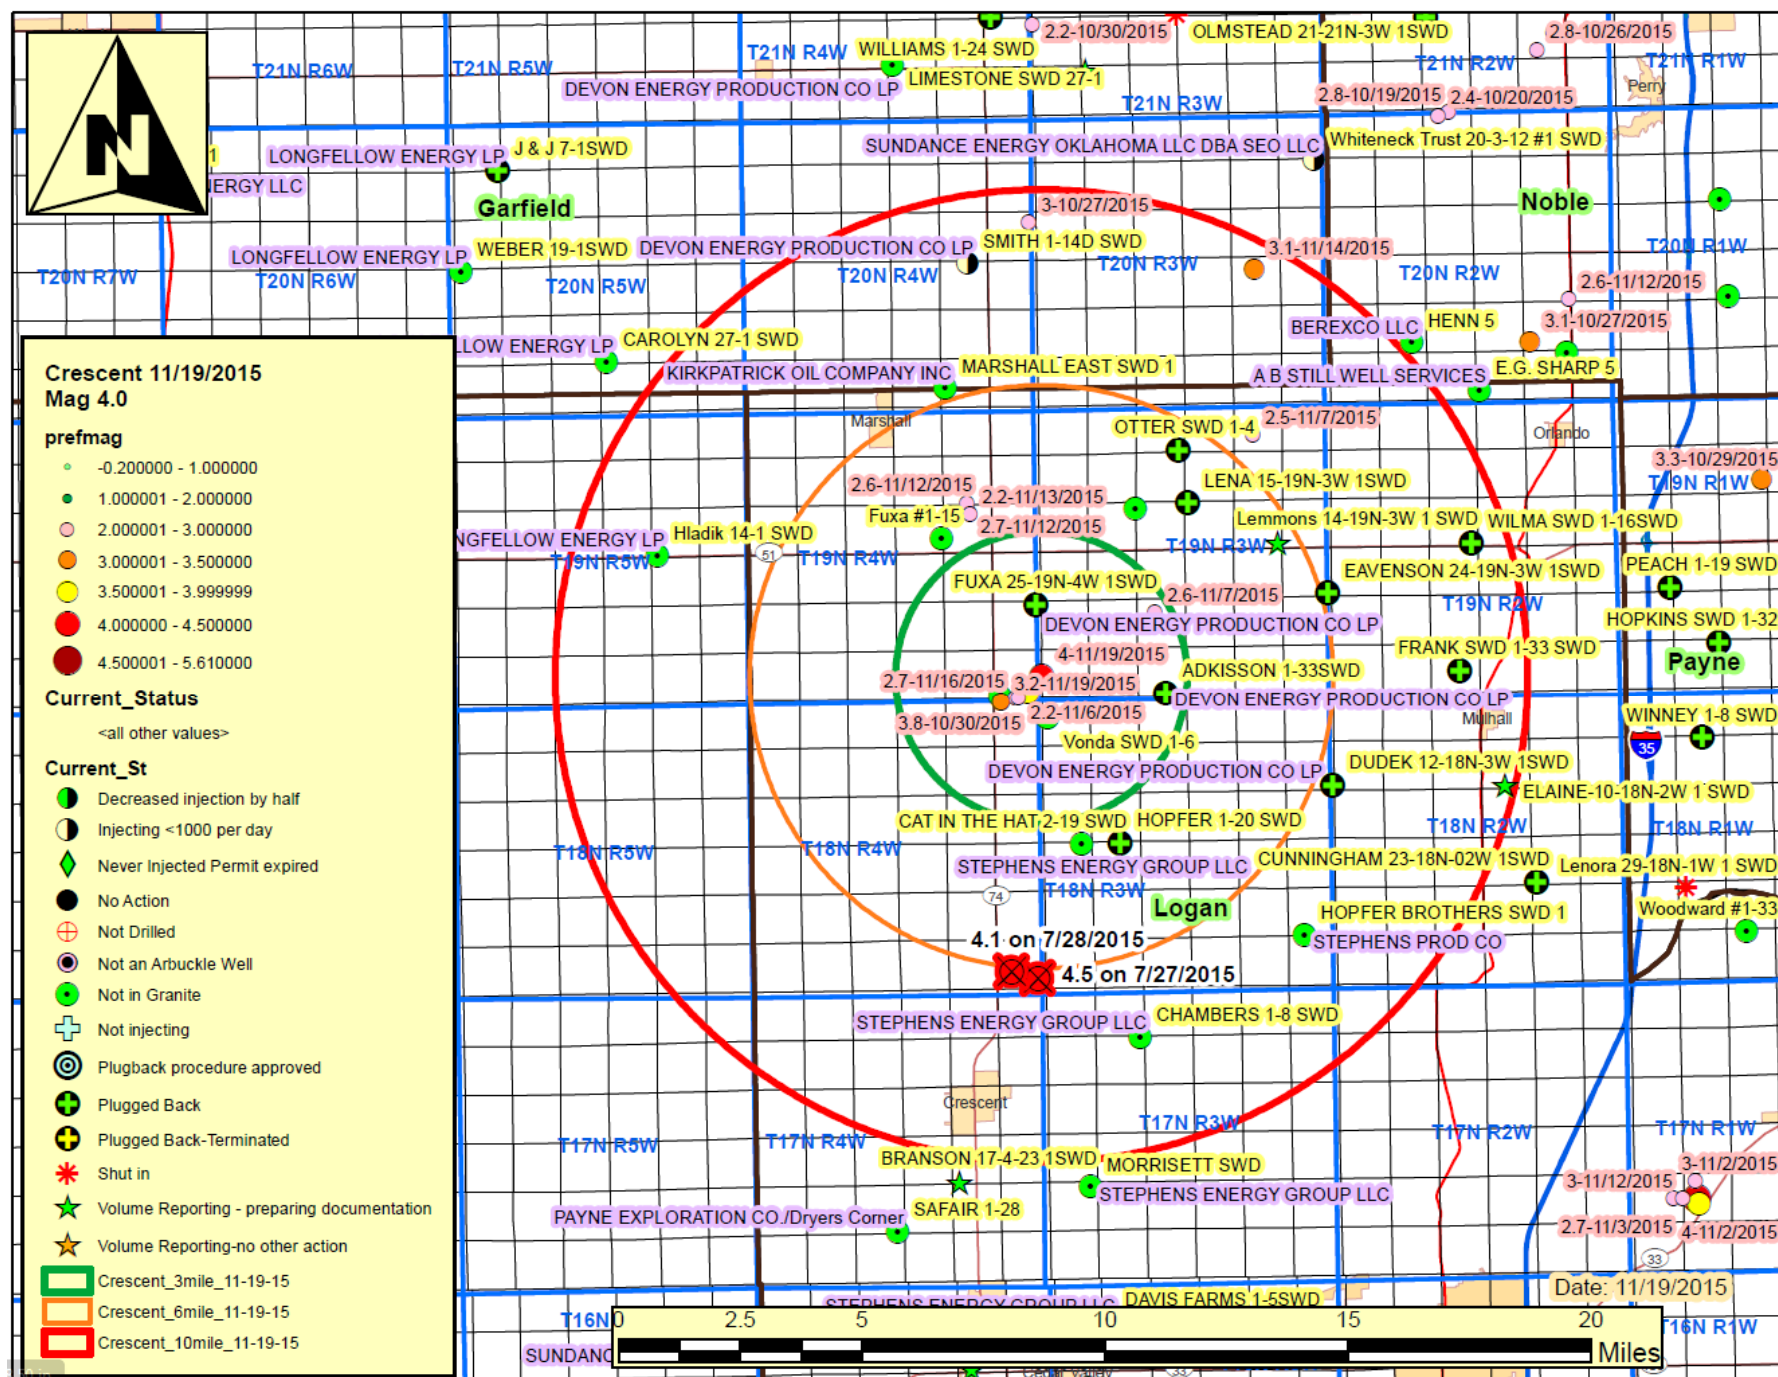 2.2-10/30/2015
OLMSTEAD 21-21N-3W 1SWD
2.8-10/26/2015
WILLIAMS 1-24 SWD
T21N R4W
T21N R6W
T21N R5W
T21N R2W
T21N R1W
LIMESTONE SWD 27-1
DEVON ENERGY PRODUCTION CO LP
Perry
T21N R3W
2.8-10/19/2015
2.4-10/20/2015
N
SUNDANCE ENERGY OKLAHOMA LLC DBA SEO LLC
Whiteneck Trust 20-3-12 #1 SWD
LONGFELLOW ENERGY LP
J & J 7-1SWD
1
NERGY LLC
Garfield
Noble
3-10/27/2015
LONGFELLOW ENERGY LP
WEBER 19-1SWD
DEVON ENERGY PRODUCTION CO LP
SMITH 1-14D SWD
3.1-11/14/2015
T20N R1W
T20N R7W
T20N R6W
T20N R5W
T20N R4W
T20N R3W
T20N R2W
2.6-11/12/2015
BEREXCO LLC
HENN 5
3.1-10/27/2015
LLOW ENERGY LP
CAROLYN 27-1 SWD
KIRKPATRICK OIL COMPANY INC
MARSHALL EAST SWD 1
A B STILL WELL SERVICES
E.G. SHARP 5
Marshall
OTTER SWD 1-4
2.5-11/7/2015
Orlando
3.3-10/29/2015
T19N R1W
2.6-11/12/2015
2.2-11/13/2015
LENA 15-19N-3W 1SWD
Fuxa #1-15
2.7-11/12/2015
Lemmons 14-19N-3W 1 SWD
WILMA SWD 1-16SWD
NGFELLOW ENERGY LP
Hladik 14-1 SWD
51
T19N R5W
T19N R4W
T19N R3W
FUXA 25-19N-4W 1SWD
EAVENSON 24-19N-3W 1SWD
PEACH 1-19 SWD
2.6-11/7/2015
T19N R2W
DEVON ENERGY PRODUCTION CO LP
HOPKINS SWD 1-32
4-11/19/2015
FRANK SWD 1-33 SWD
Payne
2.7-11/16/2015
3.2-11/19/2015
ADKISSON 1-33SWD
DEVON ENERGY PRODUCTION CO LP
3.8-10/30/2015
2.2-11/6/2015
Mulhall
WINNEY 1-8 SWD
Vonda SWD 1-6
35
DEVON ENERGY PRODUCTION CO LP
DUDEK 12-18N-3W 1SWD
ELAINE-10-18N-2W 1 SWD
CAT IN THE HAT 2-19 SWD
HOPFER 1-20 SWD
T18N R2W
T18N R1W
T18N R5W
T18N R4W
STEPHENS ENERGY GROUP LLC
CUNNINGHAM 23-18N-02W 1SWD
Lenora 29-18N-1W 1 SWD
74
T18N R3W
Logan
HOPFER BROTHERS SWD 1
Woodward #1-33
STEPHENS PROD CO
4.1 on 7/28/2015
4.5 on 7/27/2015
STEPHENS ENERGY GROUP LLC
CHAMBERS 1-8 SWD
Crescent
T17N R5W
T17N R4W
T17N R3W
T17N R2W
T17N R1W
BRANSON 17-4-23 1SWD
MORRISETT SWD
3-11/2/2015
3-11/12/2015
STEPHENS ENERGY GROUP LLC
PAYNE EXPLORATION CO./Dryers Corner
SAFAIR 1-28
2.7-11/3/2015
4-11/2/2015
33
Date: 11/19/2015
STEPHENS ENERGY GROUP LLC
DAVIS FARMS 1-5SWD
T16N
T16N R1W
SUNDANC
0 2.5 5 10 15 20
Miles
Cedar Valley
33
Crescent 11/19/2015
Mag 4.0
prefmag
-0.200000 - 1.000000
1.000001 - 2.000000
2.000001 - 3.000000
3.000001 - 3.500000
3.500001 - 3.999999
4.000000 - 4.500000
4.500001 - 5.610000
Current_Status
<all other values>
Current_St
Decreased injection by half
Injecting <1000 per day
Never Injected Permit expired
No Action
Not Drilled
Not an Arbuckle Well
Not in Granite
Not injecting
Plugback procedure approved
Plugged Back
Plugged Back-Terminated
Shut in
Volume Reporting - preparing documentation
Volume Reporting-no other action
Crescent_3mile_11-19-15
Crescent_6mile_11-19-15
Crescent_10mile_11-19-15